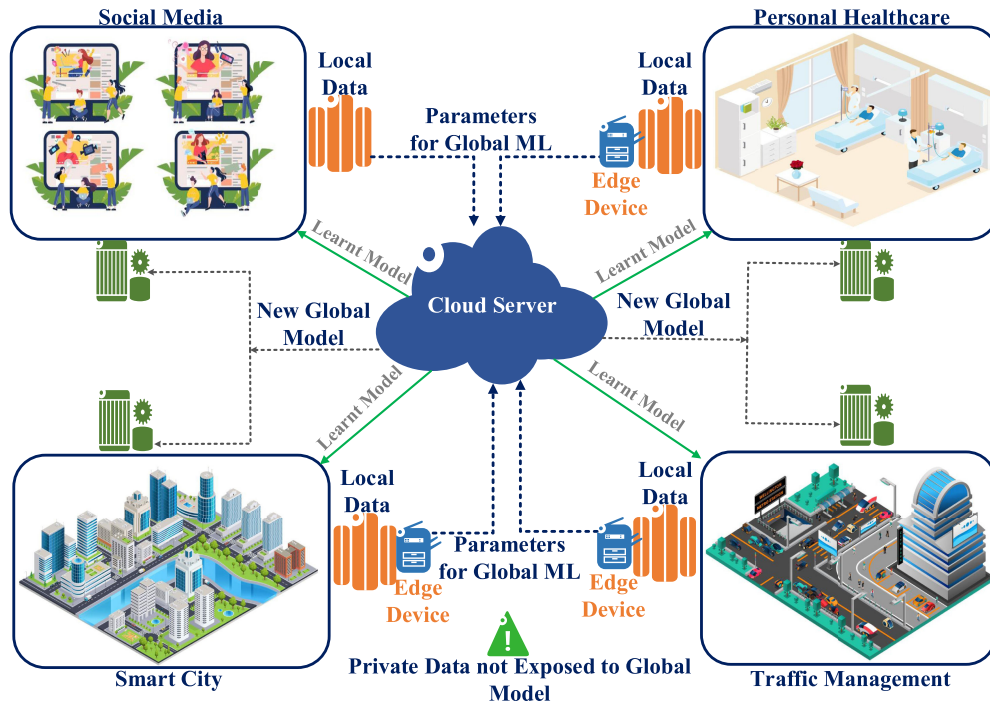 Social Media
Personal Healthcare
Local
Data
Local
Data
Parameters
for Global ML
Edge
Device
Learnt Model
Learnt Model
Cloud Server
New Global
Model
New Global
Model
Learnt Model
Learnt Model
Local
Data
Local
Data
Parameters
for Global ML
Edge
Device
Edge
Device
Private Data not Exposed to Global
Model
Smart City
Traffic Management